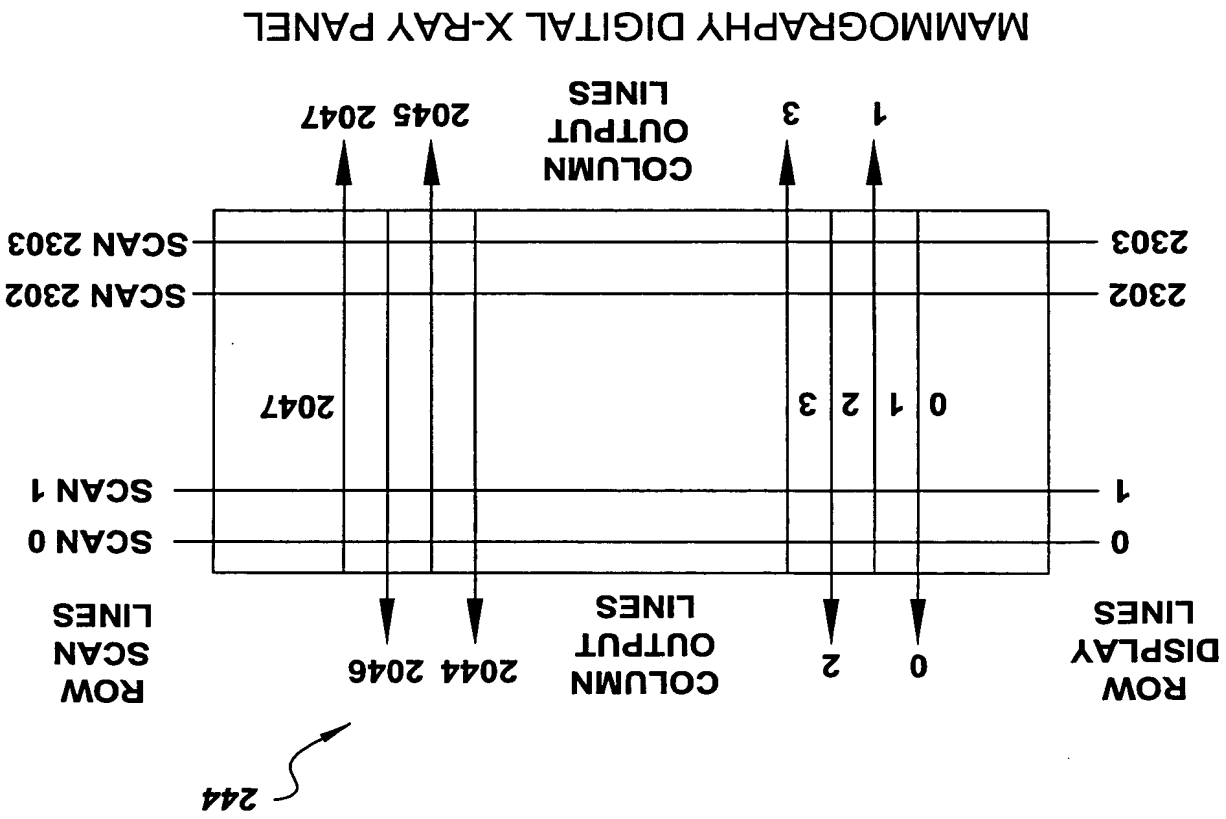 244
ROW
DISPLAY
LINES
0 2
COLUMN
OUTPUT
LINES
2044 2046
ROW
SCAN
LINES
0 SCAN 0
1 SCAN 1
0 1 2 3 2047
2302 SCAN 2302
2303 SCAN 2303
1 3
COLUMN
OUTPUT
LINES
2045 2047
MAMMOGRAPHY DIGITAL X-RAY PANEL